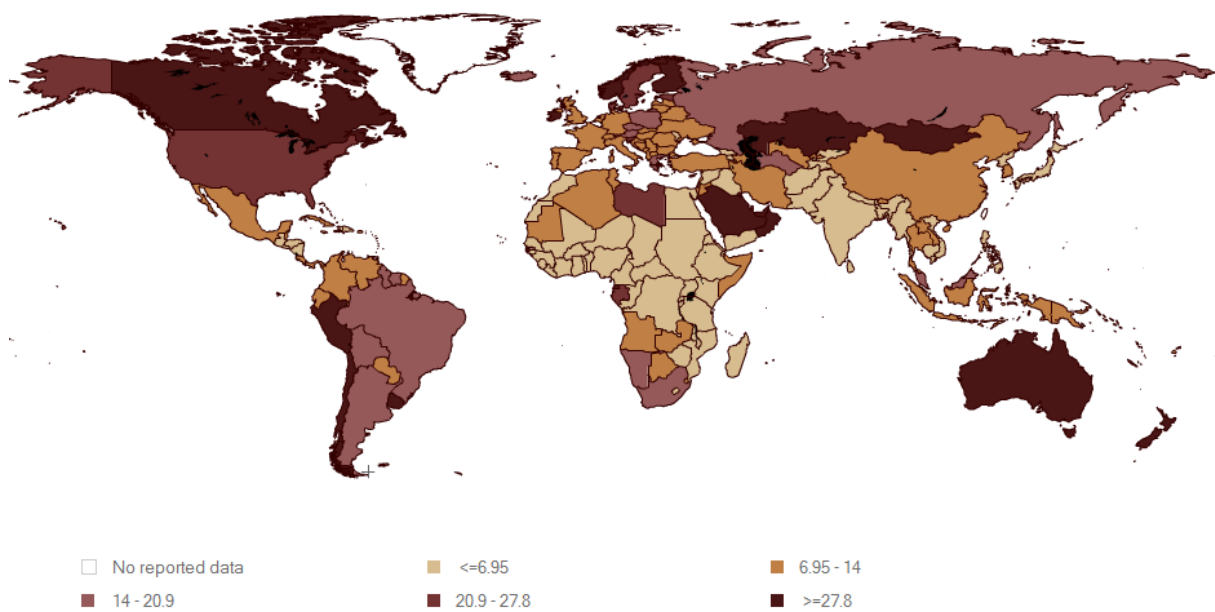 No reported data
<=6.95
6.95 - 14
14 - 20.9
20.9 - 27.8
>=27.8